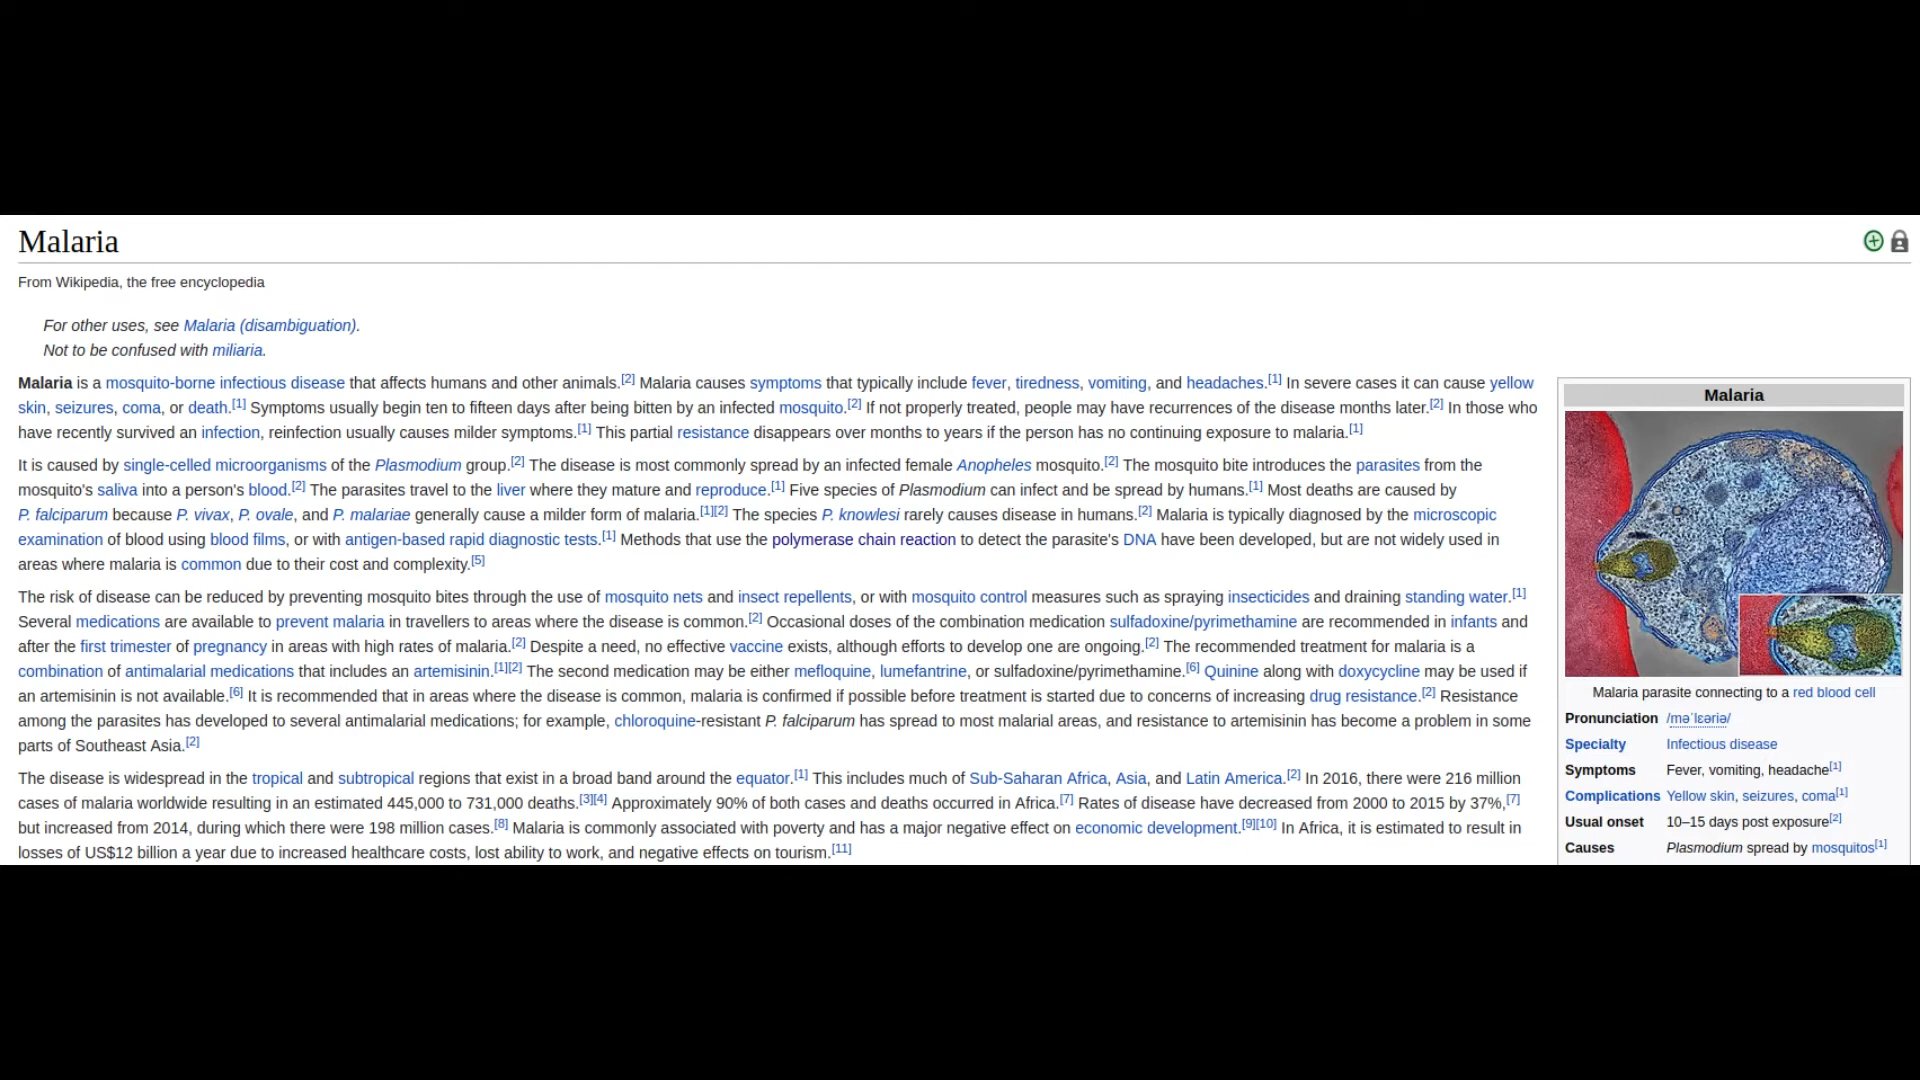 Malaria
From Wikipedia, the free encyclopedia
For other uses, see Malaria (disambiguation).
Not to be confused with miliaria.
Malaria is a mosquito-borne infectious disease that affects humans and other animals.[2] Malaria causes symptoms that typically include fever, tiredness, vomiting, and headaches.[1] In severe cases it can cause yellow
skin, seizures, coma, or death.[1] Symptoms usually begin ten to fifteen days after being bitten by an infected mosquito.[2] If not properly treated, people may have recurrences of the disease months later.[2] In those who
have recently survived an infection, reinfection usually causes milder symptoms.[1] This partial resistance disappears over months to years if the person has no continuing exposure to malaria.[1]
It is caused by single-celled microorganisms of the Plasmodium group.[2] The disease is most commonly spread by an infected female Anopheles mosquito.[2] The mosquito bite introduces the parasites from the
mosquito's saliva into a person's blood.[2] The parasites travel to the liver where they mature and reproduce.[1] Five species of Plasmodium can infect and be spread by humans.[1] Most deaths are caused by
P. falciparum because P. vivax, P. ovale, and P. malariae generally cause a milder form of malaria.[1][2] The species P. knowlesi rarely causes disease in humans.[2] Malaria is typically diagnosed by the microscopic
examination of blood using blood films, or with antigen-based rapid diagnostic tests.[1] Methods that use the polymerase chain reaction to detect the parasite's DNA have been developed, but are not widely used in
areas where malaria is common due to their cost and complexity.[5]
The risk of disease can be reduced by preventing mosquito bites through the use of mosquito nets and insect repellents, or with mosquito control measures such as spraying insecticides and draining standing water.[1]
Several medications are available to prevent malaria in travellers to areas where the disease is common.[2] Occasional doses of the combination medication sulfadoxine/pyrimethamine are recommended in infants and
after the first trimester of pregnancy in areas with high rates of malaria.[2] Despite a need, no effective vaccine exists, although efforts to develop one are ongoing.[2] The recommended treatment for malaria is a
combination of antimalarial medications that includes an artemisinin.[1][2] The second medication may be either mefloquine, lumefantrine, or sulfadoxine/pyrimethamine.[6] Quinine along with doxycycline may be used if
an artemisinin is not available.[6] It is recommended that in areas where the disease is common, malaria is confirmed if possible before treatment is started due to concerns of increasing drug resistance.[2] Resistance
among the parasites has developed to several antimalarial medications; for example, chloroquine-resistant P. falciparum has spread to most malarial areas, and resistance to artemisinin has become a problem in some
parts of Southeast Asia.[2]
The disease is widespread in the tropical and subtropical regions that exist in a broad band around the equator.[1] This includes much of Sub-Saharan Africa, Asia, and Latin America.[2] In 2016, there were 216 million
cases of malaria worldwide resulting in an estimated 445,000 to 731,000 deaths.[3][4] Approximately 90% of both cases and deaths occurred in Africa.[7] Rates of disease have decreased from 2000 to 2015 by 37%,[7]
but increased from 2014, during which there were 198 million cases.[8] Malaria is commonly associated with poverty and has a major negative effect on economic development.[9][10] In Africa, it is estimated to result in
losses of US$12 billion a year due to increased healthcare costs, lost ability to work, and negative effects on tourism.[11]
Malaria
Malaria parasite connecting to a red blood cell
Pronunciation /məˈlɛəriə/
Specialty Infectious disease
Symptoms Fever, vomiting, headache[1]
Complications Yellow skin, seizures, coma[1]
Usual onset 10–15 days post exposure[2]
Causes Plasmodium spread by mosquitos[1]